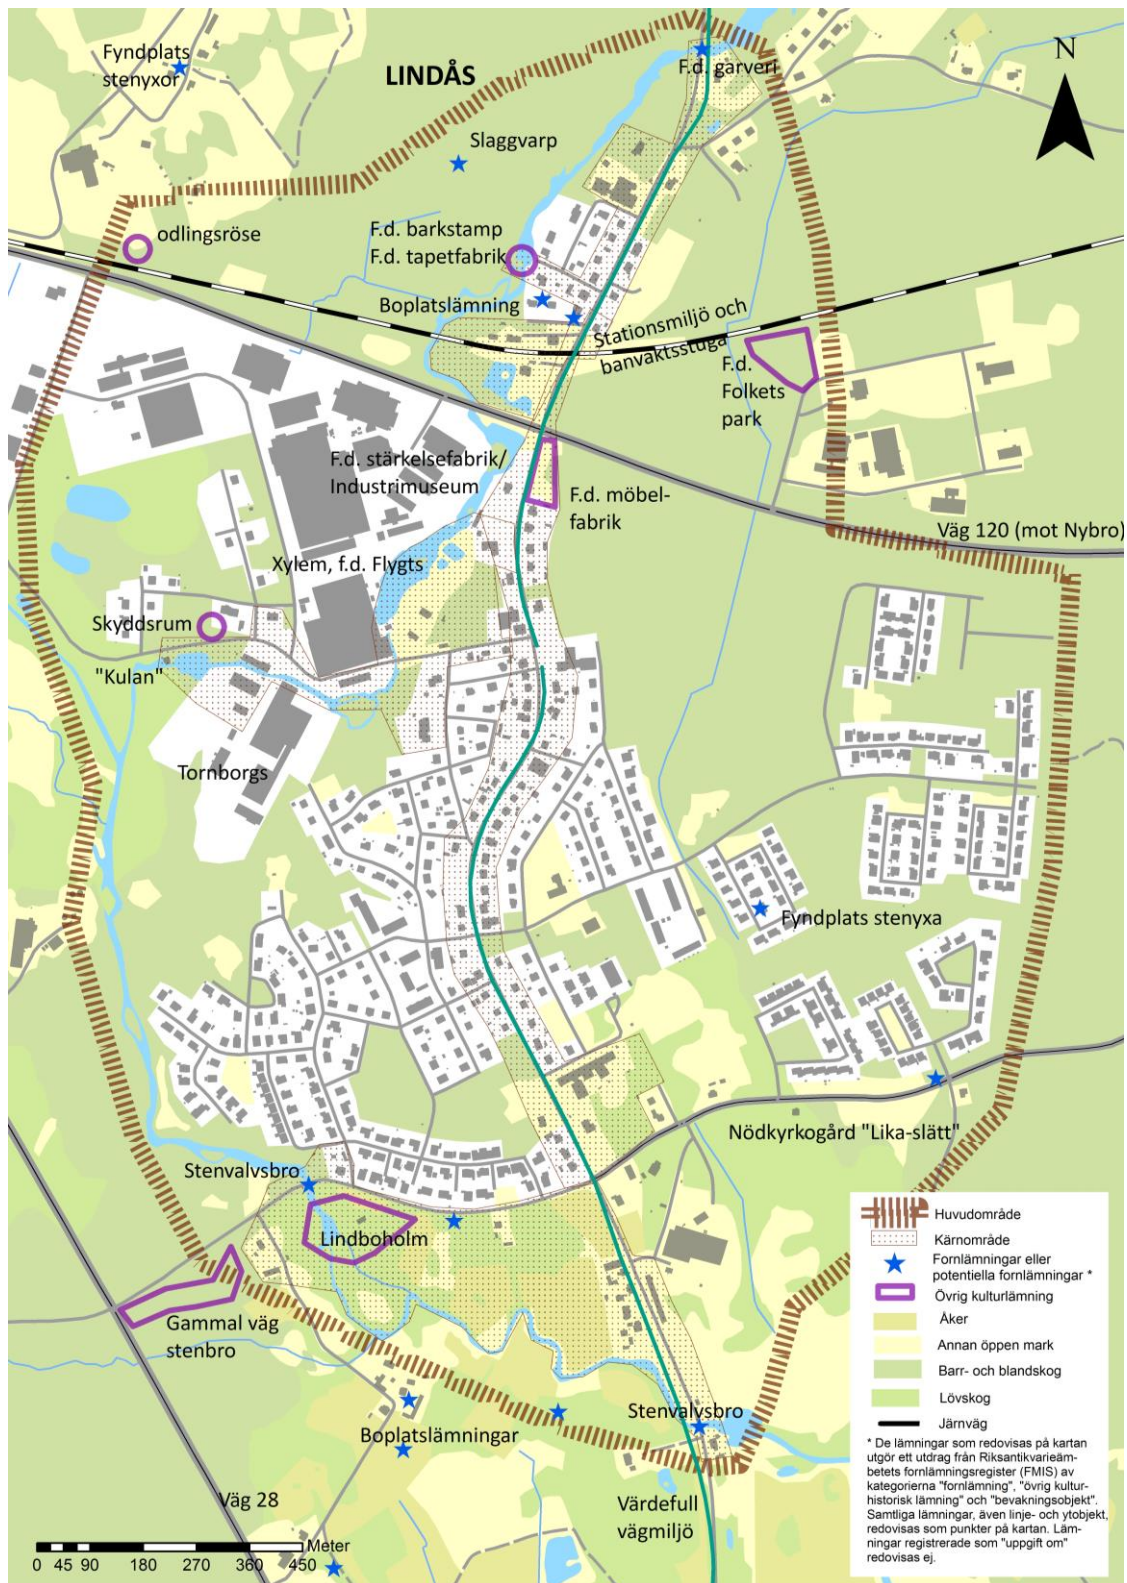 Fyndplats
stenyxor
LINDÅS
F.d. garveri
N
Slaggvarp
odlingsröse
F.d. barkstamp
F.d. tapetfabrik
Boplatslämning
Stationsmiljö och
banvaktsstuga
F.d.
Folkets
park
F.d. stärkelsefabrik/
Industrimuseum
F.d. möbel-
fabrik
Väg 120 (mot Nybro)
Xylem, f.d. Flygts
Skyddsrum
"Kulan"
Tornborgs
Fyndplats stenyxa
Nödkyrkogård "Lika-slätt"
Stenvalvsbro
Lindboholm
Gammal väg
stenbro
Boplatslämningar
Stenvalvsbro
Väg 28
Värdefull
vägmiljö
Meter
0 45 90 180 270 360 450
Huvudområde
Kärnområde
Fornlämningar eller
potentiella fornlämningar *
Övrig kulturlämning
Åker
Annan öppen mark
Barr- och blandskog
Lövskog
Järnväg
* De lämningar som redovisas på kartan
utgör ett utdrag från Riksantikvarieäm-
betets fornlämningsregister (FMIS) av
kategorierna "fornlämning", "övrig kultur-
historisk lämning" och "bevakningsobjekt".
Samtliga lämningar, även linje- och ytobjekt,
redovisas som punkter på kartan. Läm-
ningar registrerade som "uppgift om"
redovisas ej.